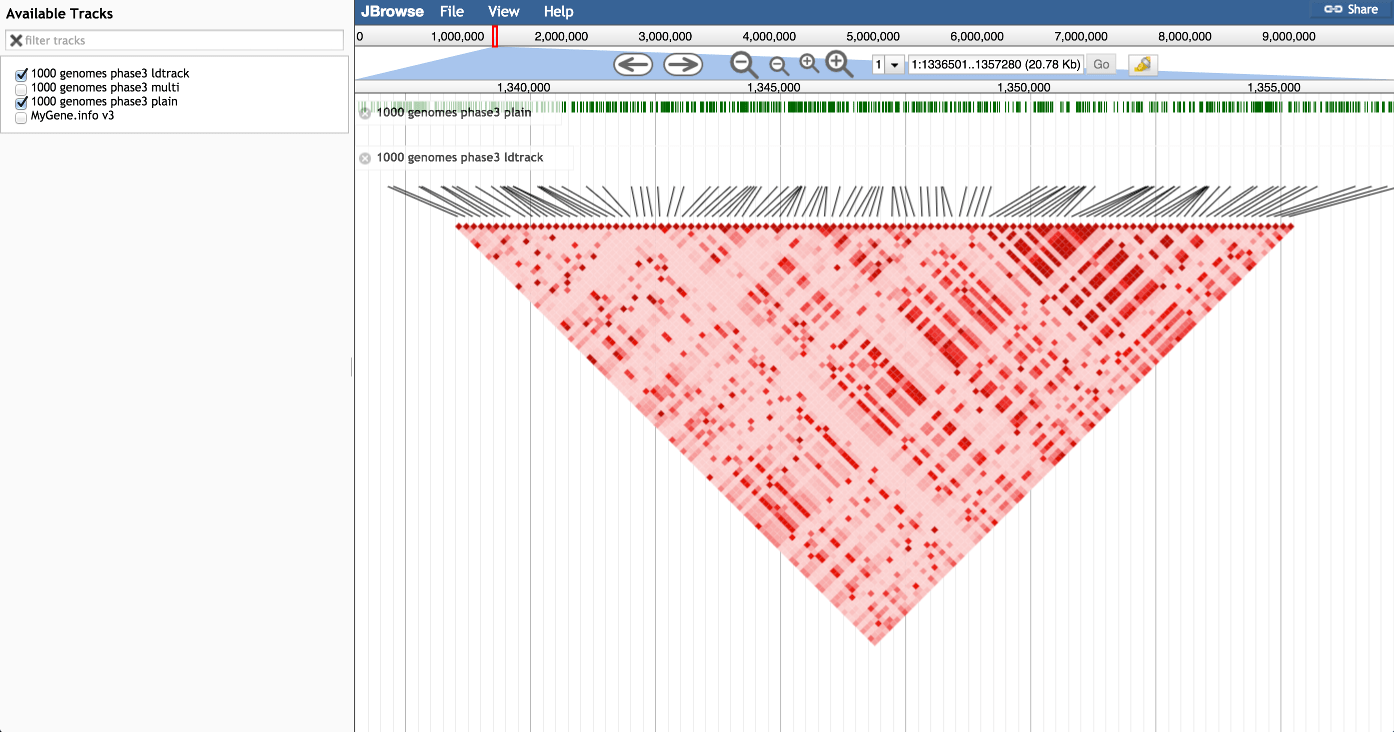 Available Tracks
filter tracks
1000 genomes phase3 ldtrack
1000 genomes phase3 multi
1000 genomes phase3 plain
MyGene.info v3
JBrowse File View Help Share
0 1,000,000 2,000,000 3,000,000 4,000,000 5,000,000 6,000,000 7,000,000 8,000,000 9,000,000
1 1:1336501..1357280 (20.78 Kb) Go
1,340,000 1,345,000 1,350,000 1,355,000
1000 genomes phase3 plain
1000 genomes phase3 ldtrack